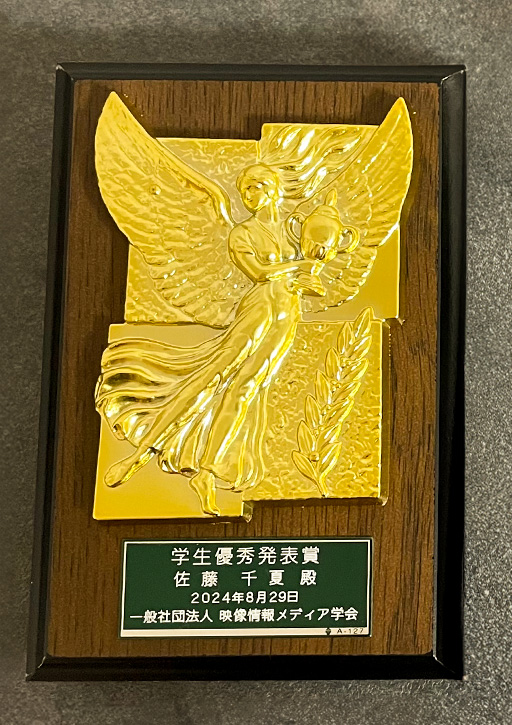 学生優秀発表賞
佐藤 千夏 殿
2024年8月29日
一般社団法人 映像情報メディア学会
A-127